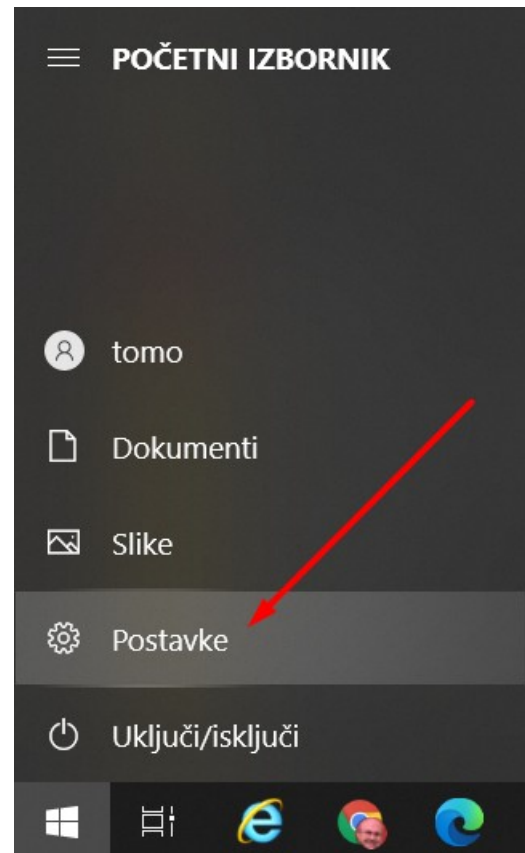 POČETNI IZBORNIK
tomo
Dokumenti
Slike
Postavke
Uključi/isključi